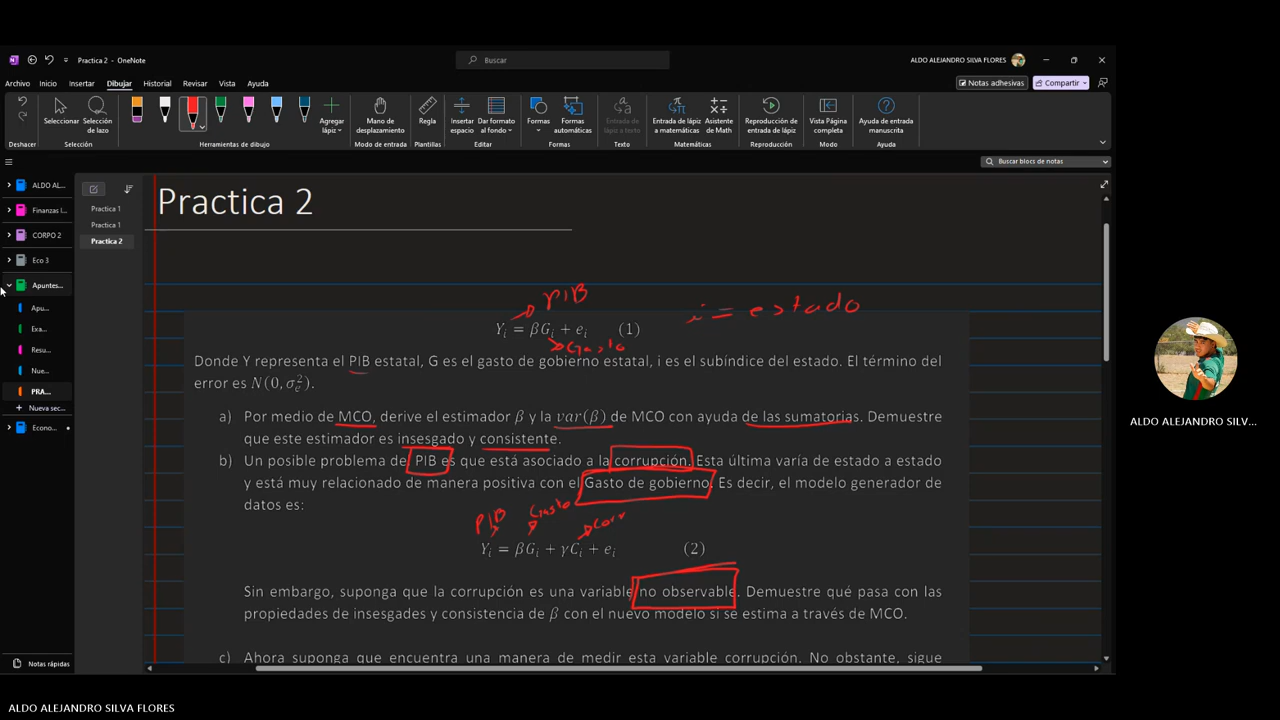 Practica 2 - OneNote
Buscar
ALDO ALEJANDRO SILVA FLORES
Archivo Inicio Insertar Dibujar Historial Revisar Vista Ayuda
Notas adhesivas
Compartir
Seleccionar
Selección de lazo
Agregar lápiz
Mano de desplazamiento
Regla
Insertar espacio
Dar formato al fondo
Formas
Formas automáticas
Entrada de lápiz a texto
Entrada de lápiz a matemáticas
Asistente de Math
Reproducción de entrada de lápiz
Vista Página completa
Ayuda de entrada manuscrita
Deshacer Selección Herramientas de dibujo Modo de entrada Plantillas Editar Formas Texto Matemáticas Reproducción Modo Ayuda
Buscar blocs de notas
ALDO AL...
Finanzas I...
CORPO 2
Eco 3
Apuntes...
Apu...
Exa...
Resu...
Nue...
PRA...
Nueva sec...
Econo...
Notas rápidas
Practica 1
Practica 1
Practica 2
Practica 2
PIB
i = estado
Yᵢ = βGᵢ + eᵢ (1)
Gasto
Donde Y representa el PIB estatal, G es el gasto de gobierno estatal, i es el subíndice del estado. El término del
error es N(0, σₑ²).
a) Por medio de MCO, derive el estimador β y la var(β) de MCO con ayuda de las sumatorias. Demuestre
que este estimador es insesgado y consistente.
b) Un posible problema de PIB es que está asociado a la corrupción. Esta última varía de estado a estado
y está muy relacionado de manera positiva con el Gasto de gobierno. Es decir, el modelo generador de
datos es:
PIB Gasto Corr
Yᵢ = βGᵢ + γCᵢ + eᵢ (2)
Sin embargo, suponga que la corrupción es una variable no observable. Demuestre qué pasa con las
propiedades de insesgades y consistencia de β con el nuevo modelo si se estima a través de MCO.
c) Ahora suponga que encuentra una manera de medir esta variable corrupción. No obstante, sigue
ALDO ALEJANDRO SILV...
ALDO ALEJANDRO SILVA FLORES